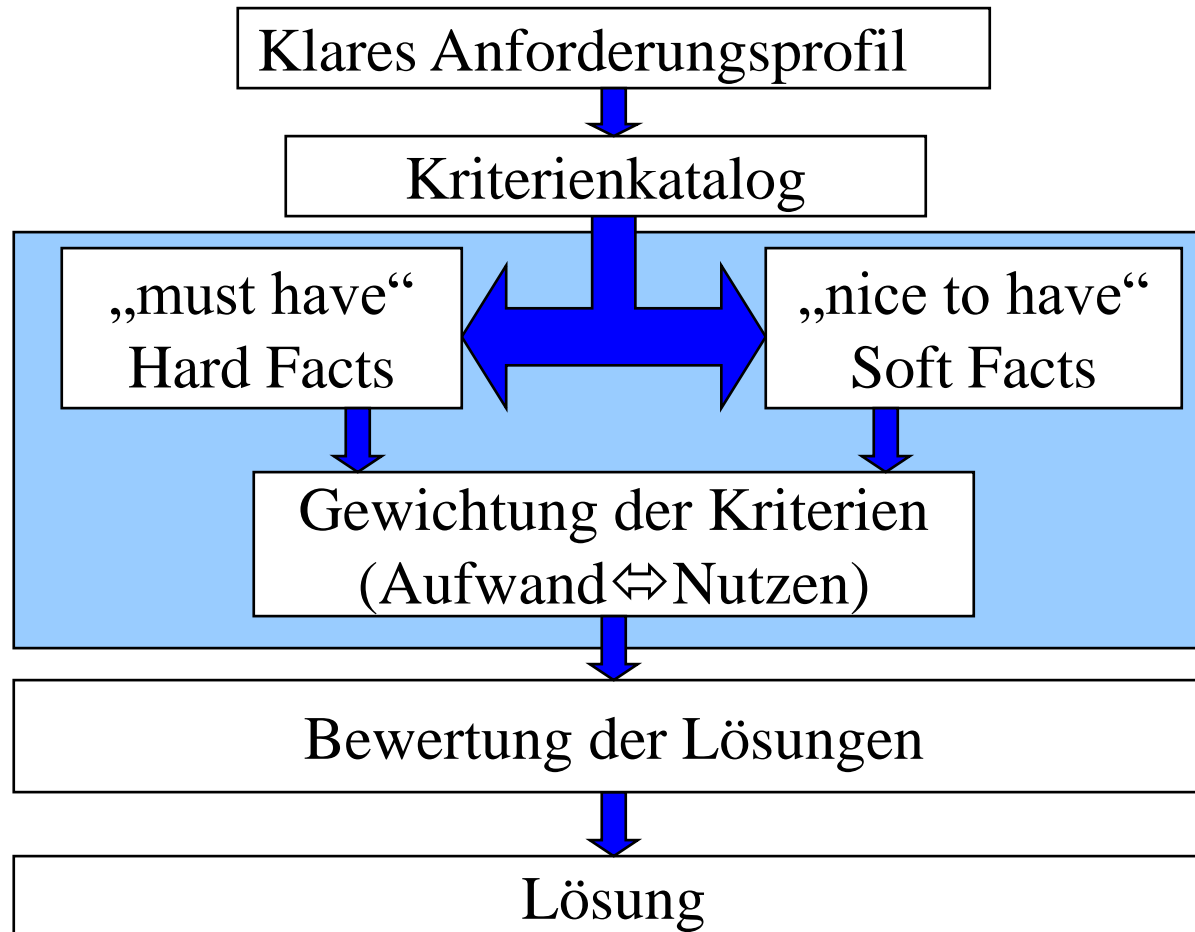 Klares Anforderungsprofil
Kriterienkatalog
„must have“
Hard Facts
„nice to have“
Soft Facts
Gewichtung der Kriterien
(Aufwand⇔Nutzen)
Bewertung der Lösungen
Lösung